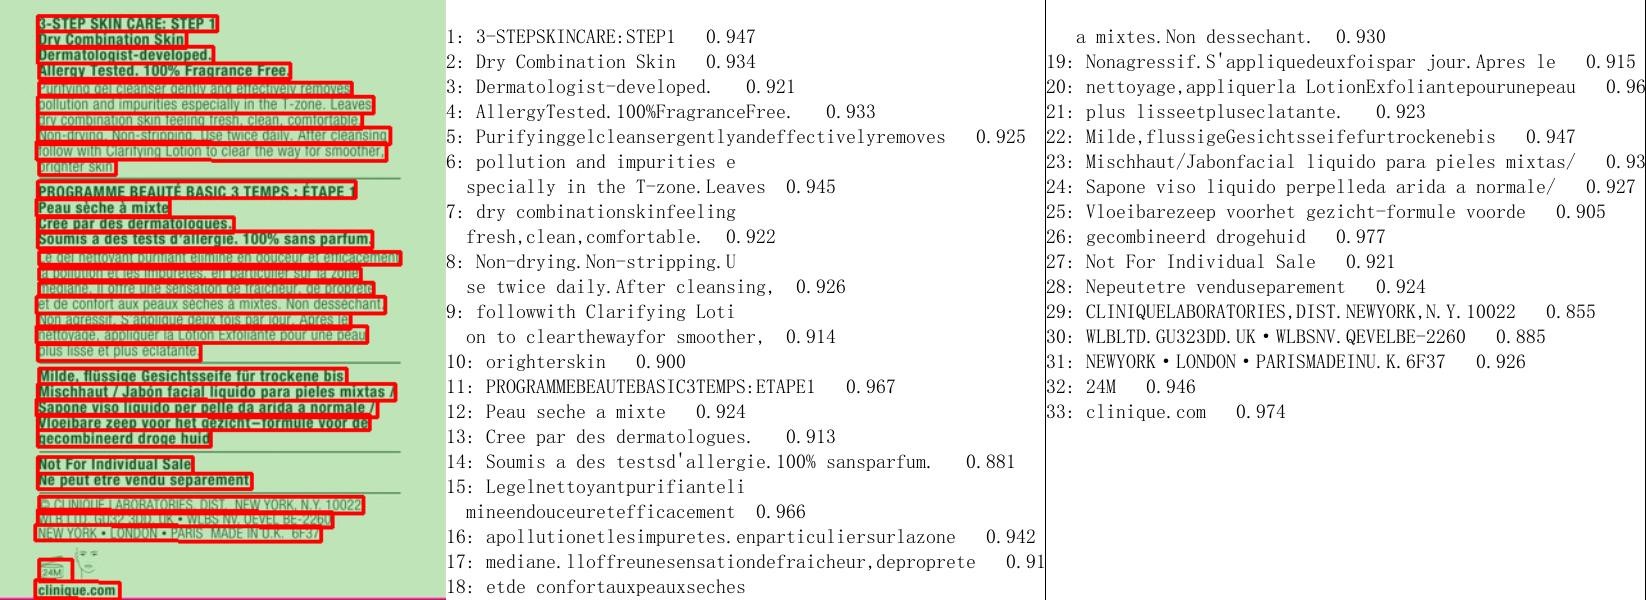 3-STEP SKIN CARE: STEP 1
Dry Combination Skin
Dermatologist-developed.
Allergy Tested. 100% Fragrance Free.
Purifying gel cleanser gently and effectively removes
pollution and impurities especially in the T-zone. Leaves
dry combination skin feeling fresh, clean, comfortable.
Non-drying. Non-stripping. Use twice daily. After cleansing,
follow with Clarifying Lotion to clear the way for smoother,
brighter skin.
PROGRAMME BEAUTÉ BASIC 3 TEMPS : ÉTAPE 1
Peau sèche à mixte
Créé par des dermatologues.
Soumis à des tests d'allergie. 100% sans parfum.
Le gel nettoyant purifiant élimine en douceur et efficacement
la pollution et les impuretés, en particulier sur la zone
médiane. Il offre une sensation de fraîcheur, de propreté
et de confort aux peaux sèches à mixtes. Non desséchant.
Non agressif. S'applique deux fois par jour. Après le
nettoyage, appliquer la Lotion Exfoliante pour une peau
plus lisse et plus éclatante.
Milde, flüssige Gesichtsseife für trockene bis
Mischhaut / Jabón facial líquido para pieles mixtas /
Sapone viso liquido per pelle da arida a normale /
Vloeibare zeep voor het gezicht–formule voor de
gecombineerd droge huid
Not For Individual Sale
Ne peut être vendu séparément
© CLINIQUE LABORATORIES, DIST. NEW YORK, N.Y. 10022
WLB LTD. GU32 3DD. UK • WLBS NV. OEVEL BE-2260
NEW YORK • LONDON • PARIS MADE IN U.K. 6F37
24M
clinique.com
1: 3-STEPSKINCARE:STEP1 0.947
2: Dry Combination Skin 0.934
3: Dermatologist-developed. 0.921
4: AllergyTested.100%FragranceFree. 0.933
5: Purifyinggelcleansergentlyandeffectivelyremoves 0.925
6: pollution and impurities e
specially in the T-zone.Leaves 0.945
7: dry combinationskinfeeling
fresh,clean,comfortable. 0.922
8: Non-drying.Non-stripping.U
se twice daily.After cleansing, 0.926
9: followwith Clarifying Loti
on to clearthewayfor smoother, 0.914
10: orighterskin 0.900
11: PROGRAMMEBEAUTEBASIC3TEMPS:ETAPE1 0.967
12: Peau seche a mixte 0.924
13: Cree par des dermatologues. 0.913
14: Soumis a des testsd'allergie.100% sansparfum. 0.881
15: Legelnettoyantpurifianteli
mineendouceuretefficacement 0.966
16: apollutionetlesimpuretes.enparticuliersurlazone 0.942
17: mediane.lloffreunesensationdefraicheur,deproprete 0.91
18: etde confortauxpeauxseches
a mixtes.Non dessechant. 0.930
19: Nonagressif.S'appliquedeuxfoispar jour.Apres le 0.915
20: nettoyage,appliquerla LotionExfoliantepourunepeau 0.96
21: plus lisseetpluseclatante. 0.923
22: Milde,flussigeGesichtsseifefurtrockenebis 0.947
23: Mischhaut/Jabonfacial liquido para pieles mixtas/ 0.93
24: Sapone viso liquido perpelleda arida a normale/ 0.927
25: Vloeibarezeep voorhet gezicht-formule voorde 0.905
26: gecombineerd drogehuid 0.977
27: Not For Individual Sale 0.921
28: Nepeutetre venduseparement 0.924
29: CLINIQUELABORATORIES,DIST.NEWYORK,N.Y.10022 0.855
30: WLBLTD.GU323DD.UK•WLBSNV.QEVELBE-2260 0.885
31: NEWYORK•LONDON•PARISMADEINU.K.6F37 0.926
32: 24M 0.946
33: clinique.com 0.974